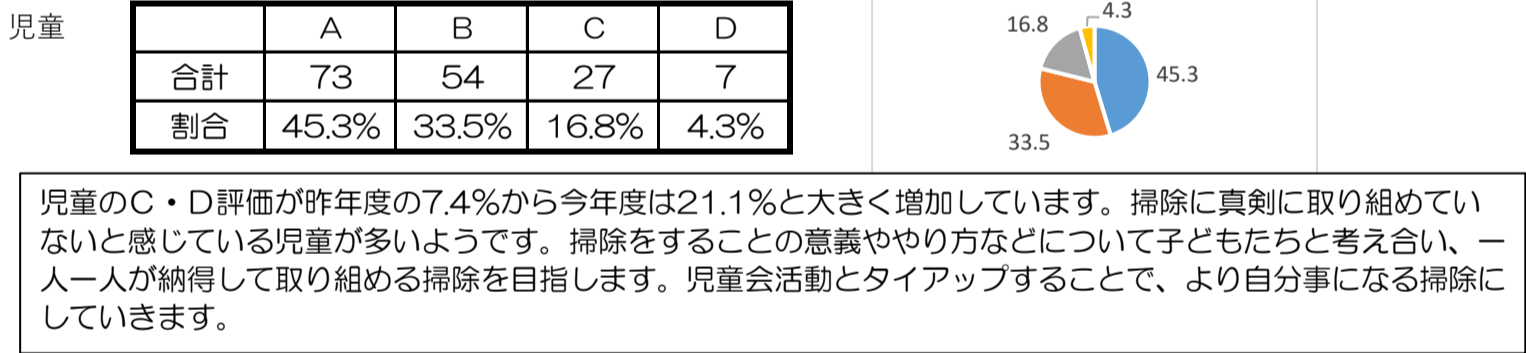 児童
A B C D
合計 73 54 27 7
割合 45.3% 33.5% 16.8% 4.3%
4.3
16.8
45.3
33.5
児童のC・D評価が昨年度の7.4%から今年度は21.1%と大きく増加しています。掃除に真剣に取り組めてい
ないと感じている児童が多いようです。掃除をすることの意義ややり方などについて子どもたちと考え合い、一
人一人が納得して取り組める掃除を目指します。児童会活動とタイアップすることで、より自分事になる掃除に
していきます。